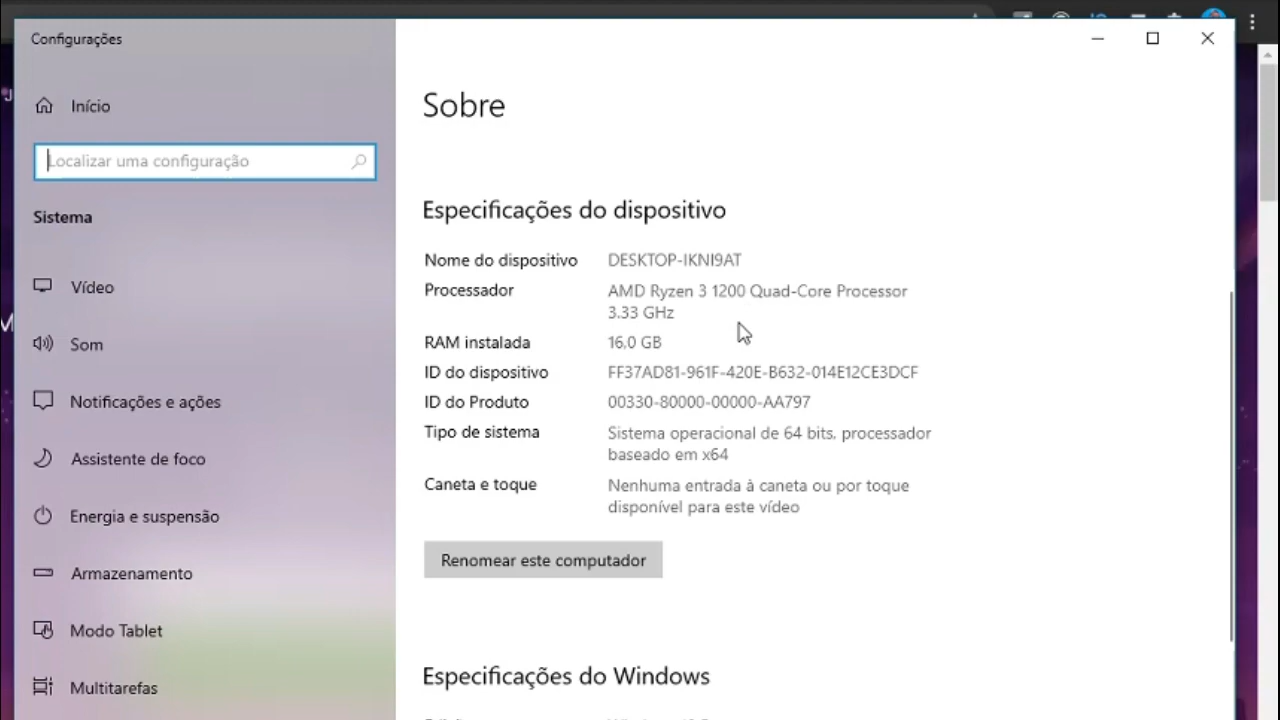 Configurações
Início
Localizar uma configuração
Sistema
Vídeo
Som
Notificações e ações
Assistente de foco
Energia e suspensão
Armazenamento
Modo Tablet
Multitarefas
Sobre
Especificações do dispositivo
Nome do dispositivo DESKTOP-IKNI9AT
Processador AMD Ryzen 3 1200 Quad-Core Processor
3.33 GHz
RAM instalada 16,0 GB
ID do dispositivo FF37AD81-961F-420E-B632-014E12CE3DCF
ID do Produto 00330-80000-00000-AA797
Tipo de sistema Sistema operacional de 64 bits, processador
baseado em x64
Caneta e toque Nenhuma entrada à caneta ou por toque
disponível para este vídeo
Renomear este computador
Especificações do Windows